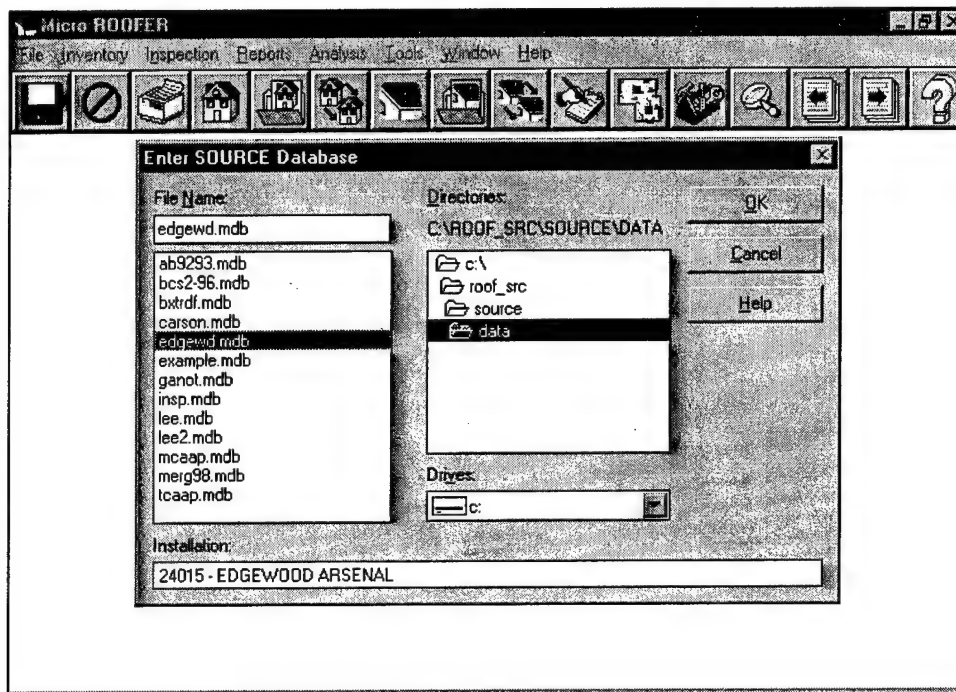 Micro ROOFER
File Inventory Inspection Reports Analysis Tools Window Help
Enter SOURCE Database
File Name:
edgewd.mdb
ab9293.mdb
bcs2-96.mdb
bxtrdf.mdb
carson.mdb
edgewd.mdb
example.mdb
ganot.mdb
insp.mdb
lee.mdb
lee2.mdb
mcaap.mdb
merg98.mdb
tcaap.mdb
Directories:
C:\ROOF_SRC\SOURCE\DATA
c:\
roof_src
source
data
Drives:
c:
OK
Cancel
Help
Installation:
24015 - EDGEWOOD ARSENAL